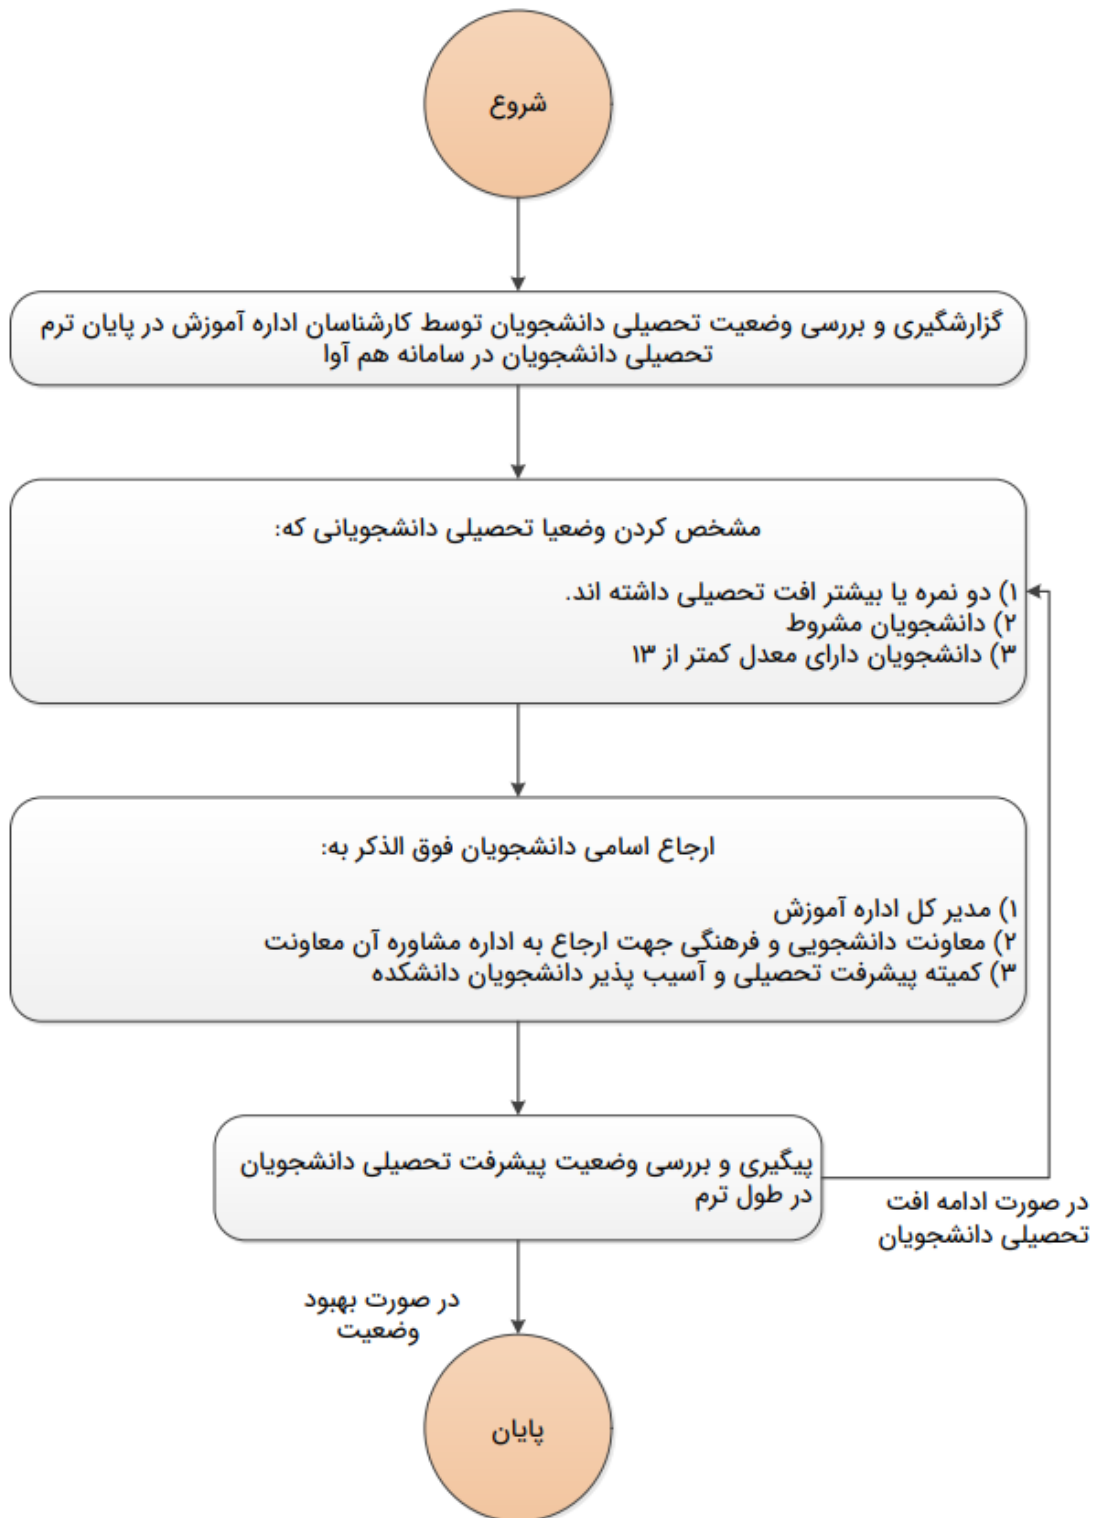 شروع
گزارشگیری و بررسی وضعیت تحصیلی دانشجویان توسط کارشناسان اداره آموزش در پایان ترم
تحصیلی دانشجویان در سامانه هم آوا
مشخص کردن وضعیا تحصیلی دانشجویانی که:
۱) دو نمره یا بیشتر افت تحصیلی داشته اند.
۲) دانشجویان مشروط
۳) دانشجویان دارای معدل کمتر از ۱۳
ارجاع اسامی دانشجویان فوق الذکر به:
۱) مدیر کل اداره آموزش
۲) معاونت دانشجویی و فرهنگی جهت ارجاع به اداره مشاوره آن معاونت
۳) کمیته پیشرفت تحصیلی و آسیب پذیر دانشجویان دانشکده
پیگیری و بررسی وضعیت پیشرفت تحصیلی دانشجویان
در طول ترم
در صورت ادامه افت
تحصیلی دانشجویان
در صورت بهبود
وضعیت
پایان